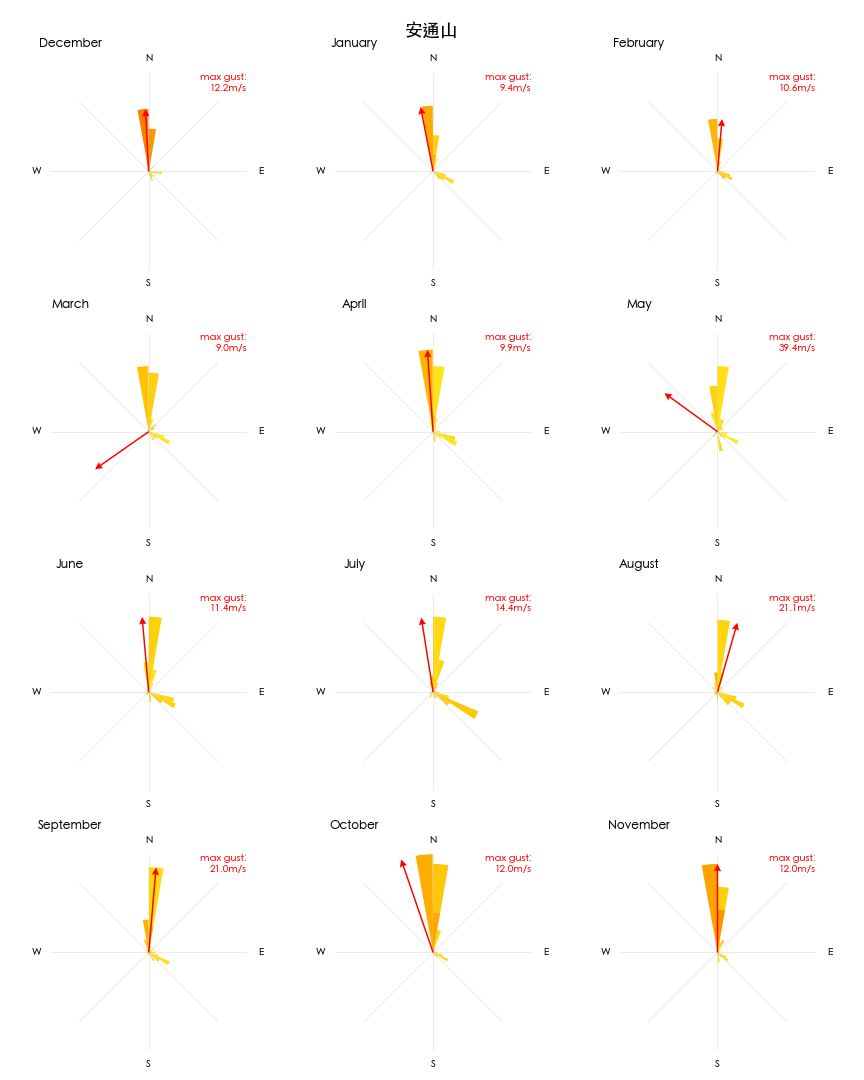 安通山
December
N
max gust:
12.2m/s
W
E
S
January
N
max gust:
9.4m/s
W
E
S
February
N
max gust:
10.6m/s
W
E
S
March
N
max gust:
9.0m/s
W
E
S
April
N
max gust:
9.9m/s
W
E
S
May
N
max gust:
39.4m/s
W
E
S
June
N
max gust:
11.4m/s
W
E
S
July
N
max gust:
14.4m/s
W
E
S
August
N
max gust:
21.1m/s
W
E
S
September
N
max gust:
21.0m/s
W
E
S
October
N
max gust:
12.0m/s
W
E
S
November
N
max gust:
12.0m/s
W
E
S